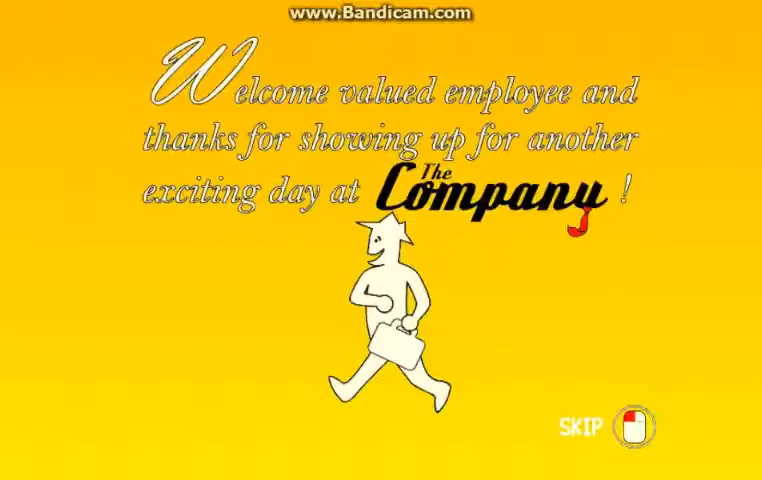 www.Bandicam.com
Welcome valued employee and
thanks for showing up for another
exciting day at The Company !
SKIP